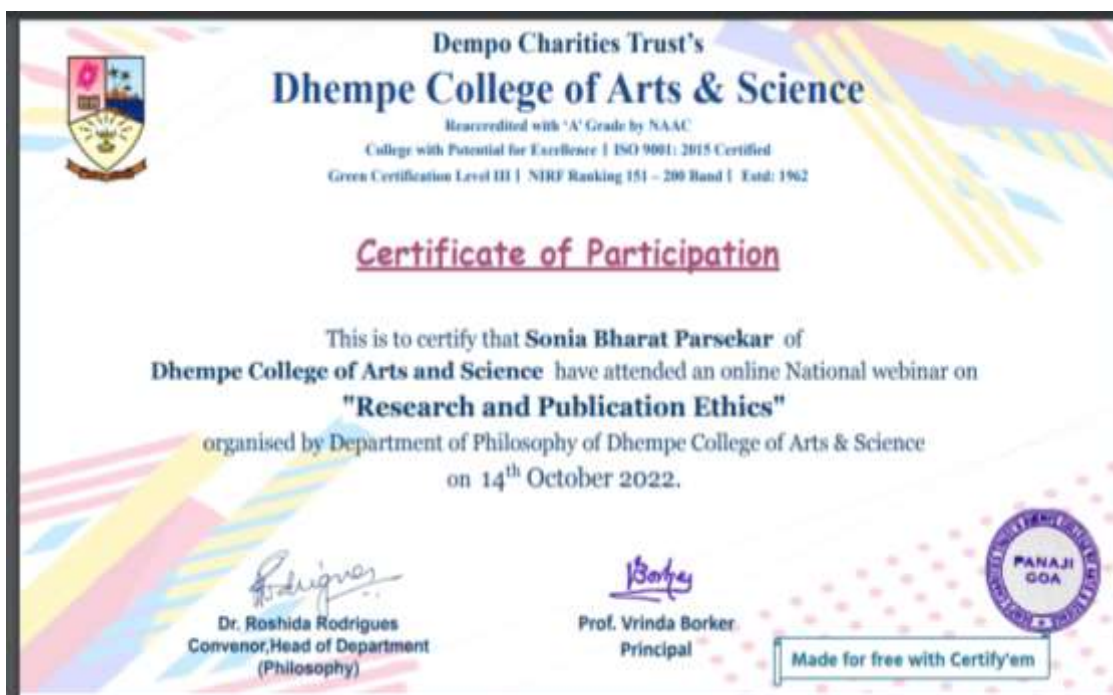 Dempo Charities Trust's
Dhempe College of Arts & Science
Reaccredited with 'A' Grade by NAAC
College with Potential for Excellence | ISO 9001: 2015 Certified
Green Certification Level III | NIRF Ranking 151 – 200 Band | Estd: 1962
Certificate of Participation
This is to certify that Sonia Bharat Parsekar of
Dhempe College of Arts and Science have attended an online National webinar on
"Research and Publication Ethics"
organised by Department of Philosophy of Dhempe College of Arts & Science
on 14th October 2022.
Rodrigues
Borker
Dr. Roshida Rodrigues
Convenor,Head of Department
(Philosophy)
Prof. Vrinda Borker
Principal
PANAJI
GOA
Made for free with Certify'em